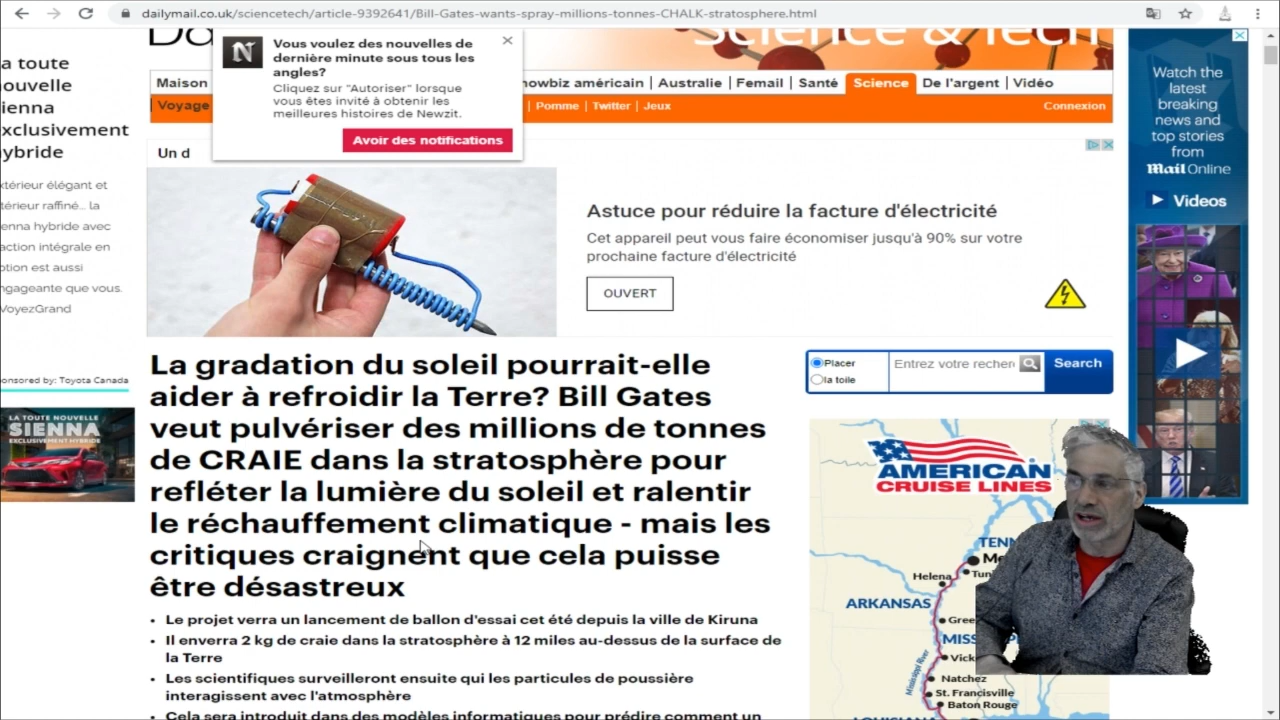 dailymail.co.uk/sciencetech/article-9392641/Bill-Gates-wants-spray-millions-tonnes-CHALK-stratosphere.html
Science & Tech
Vous voulez des nouvelles de
dernière minute sous tous les
angles?
Cliquez sur "Autoriser" lorsque
vous êtes invité à obtenir les
meilleures histoires de Newzit.
Avoir des notifications
Maison
howbiz américain | Australie | Femail | Santé
Science
De l'argent | Vidéo
Voyage
| Pomme | Twitter | Jeux
Connexion
a toute
ouvelle
ienna
xclusivement
ybride
xtérieur élégant et
térieur raffiné... la
enna hybride avec
action intégrale en
otion est aussi
ngageante que vous.
VoyezGrand
onsored by: Toyota Canada
LA TOUTE NOUVELLE
SIENNA
EXCLUSIVEMENT HYBRIDE
Un d
Astuce pour réduire la facture d'électricité
Cet appareil peut vous faire économiser jusqu'à 90% sur votre
prochaine facture d'électricité
OUVERT
Watch the
latest
breaking
news and
top stories
from
Mail Online
Videos
La gradation du soleil pourrait-elle
aider à refroidir la Terre? Bill Gates
veut pulvériser des millions de tonnes
de CRAIE dans la stratosphère pour
refléter la lumière du soleil et ralentir
le réchauffement climatique - mais les
critiques craignent que cela puisse
être désastreux
• Le projet verra un lancement de ballon d'essai cet été depuis la ville de Kiruna
• Il enverra 2 kg de craie dans la stratosphère à 12 miles au-dessus de la surface de
la Terre
• Les scientifiques surveilleront ensuite qui les particules de poussière
interagissent avec l'atmosphère
• Cela sera introduit dans des modèles informatiques pour prédire comment un
Placer
la toile
Entrez votre recher
Search
AMERICAN
CRUISE LINES
TENN
Me
Tuni
Helena
ARKANSAS
Gree
MISS
Vick
Mississippi River
Natchez
St. Francisville
Baton Rouge
LOUISIANA